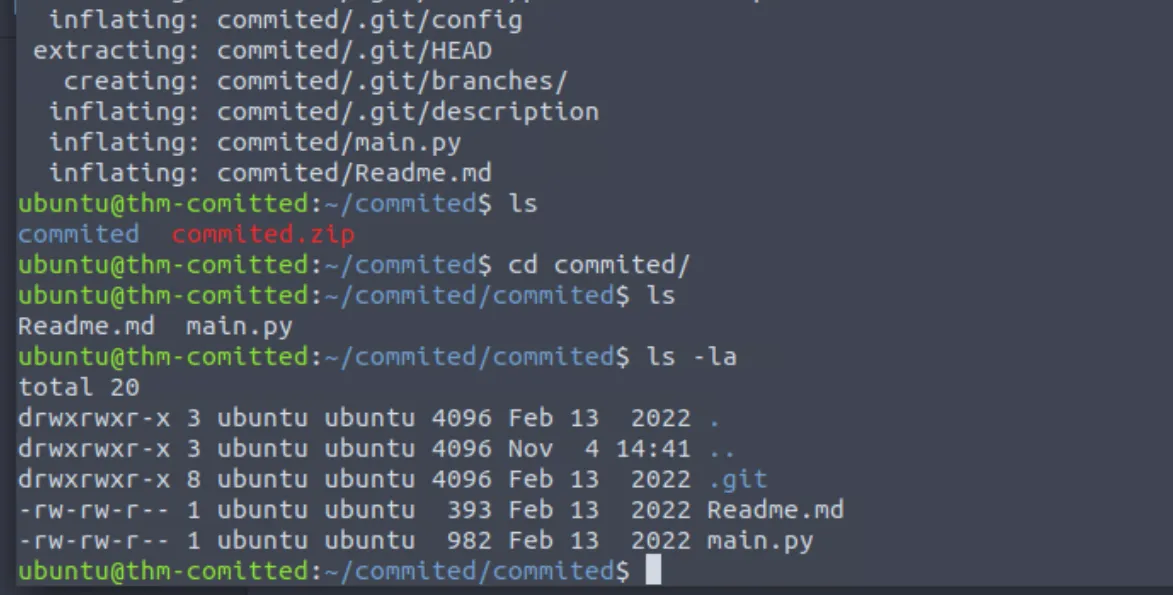 inflating: commited/.git/config
extracting: commited/.git/HEAD
creating: commited/.git/branches/
inflating: commited/.git/description
inflating: commited/main.py
inflating: commited/Readme.md
ubuntu@thm-comitted:~/commited$ ls
commited  commited.zip
ubuntu@thm-comitted:~/commited$ cd commited/
ubuntu@thm-comitted:~/commited/commited$ ls
Readme.md  main.py
ubuntu@thm-comitted:~/commited/commited$ ls -la
total 20
drwxrwxr-x 3 ubuntu ubuntu 4096 Feb 13  2022 .
drwxrwxr-x 3 ubuntu ubuntu 4096 Nov  4 14:41 ..
drwxrwxr-x 8 ubuntu ubuntu 4096 Feb 13  2022 .git
-rw-rw-r-- 1 ubuntu ubuntu  393 Feb 13  2022 Readme.md
-rw-rw-r-- 1 ubuntu ubuntu  982 Feb 13  2022 main.py
ubuntu@thm-comitted:~/commited/commited$